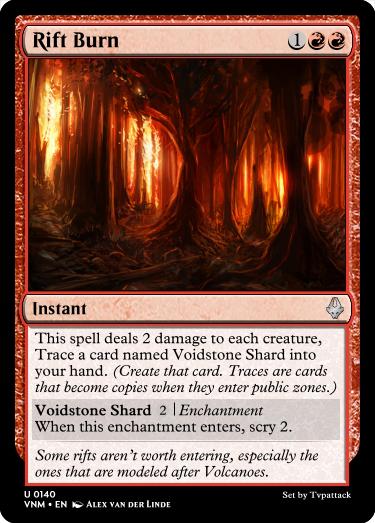 Rift Burn 1
Instant
This spell deals 2 damage to each creature,
Trace a card named Voidstone Shard into
your hand. (Create that card. Traces are cards
that become copies when they enter public zones.)
Voidstone Shard 2 | Enchantment
When this enchantment enters, scry 2.
Some rifts aren't worth entering, especially the
ones that are modeled after Volcanoes.
U 0140
VNM • EN Alex van der Linde
Set by Tvpattack